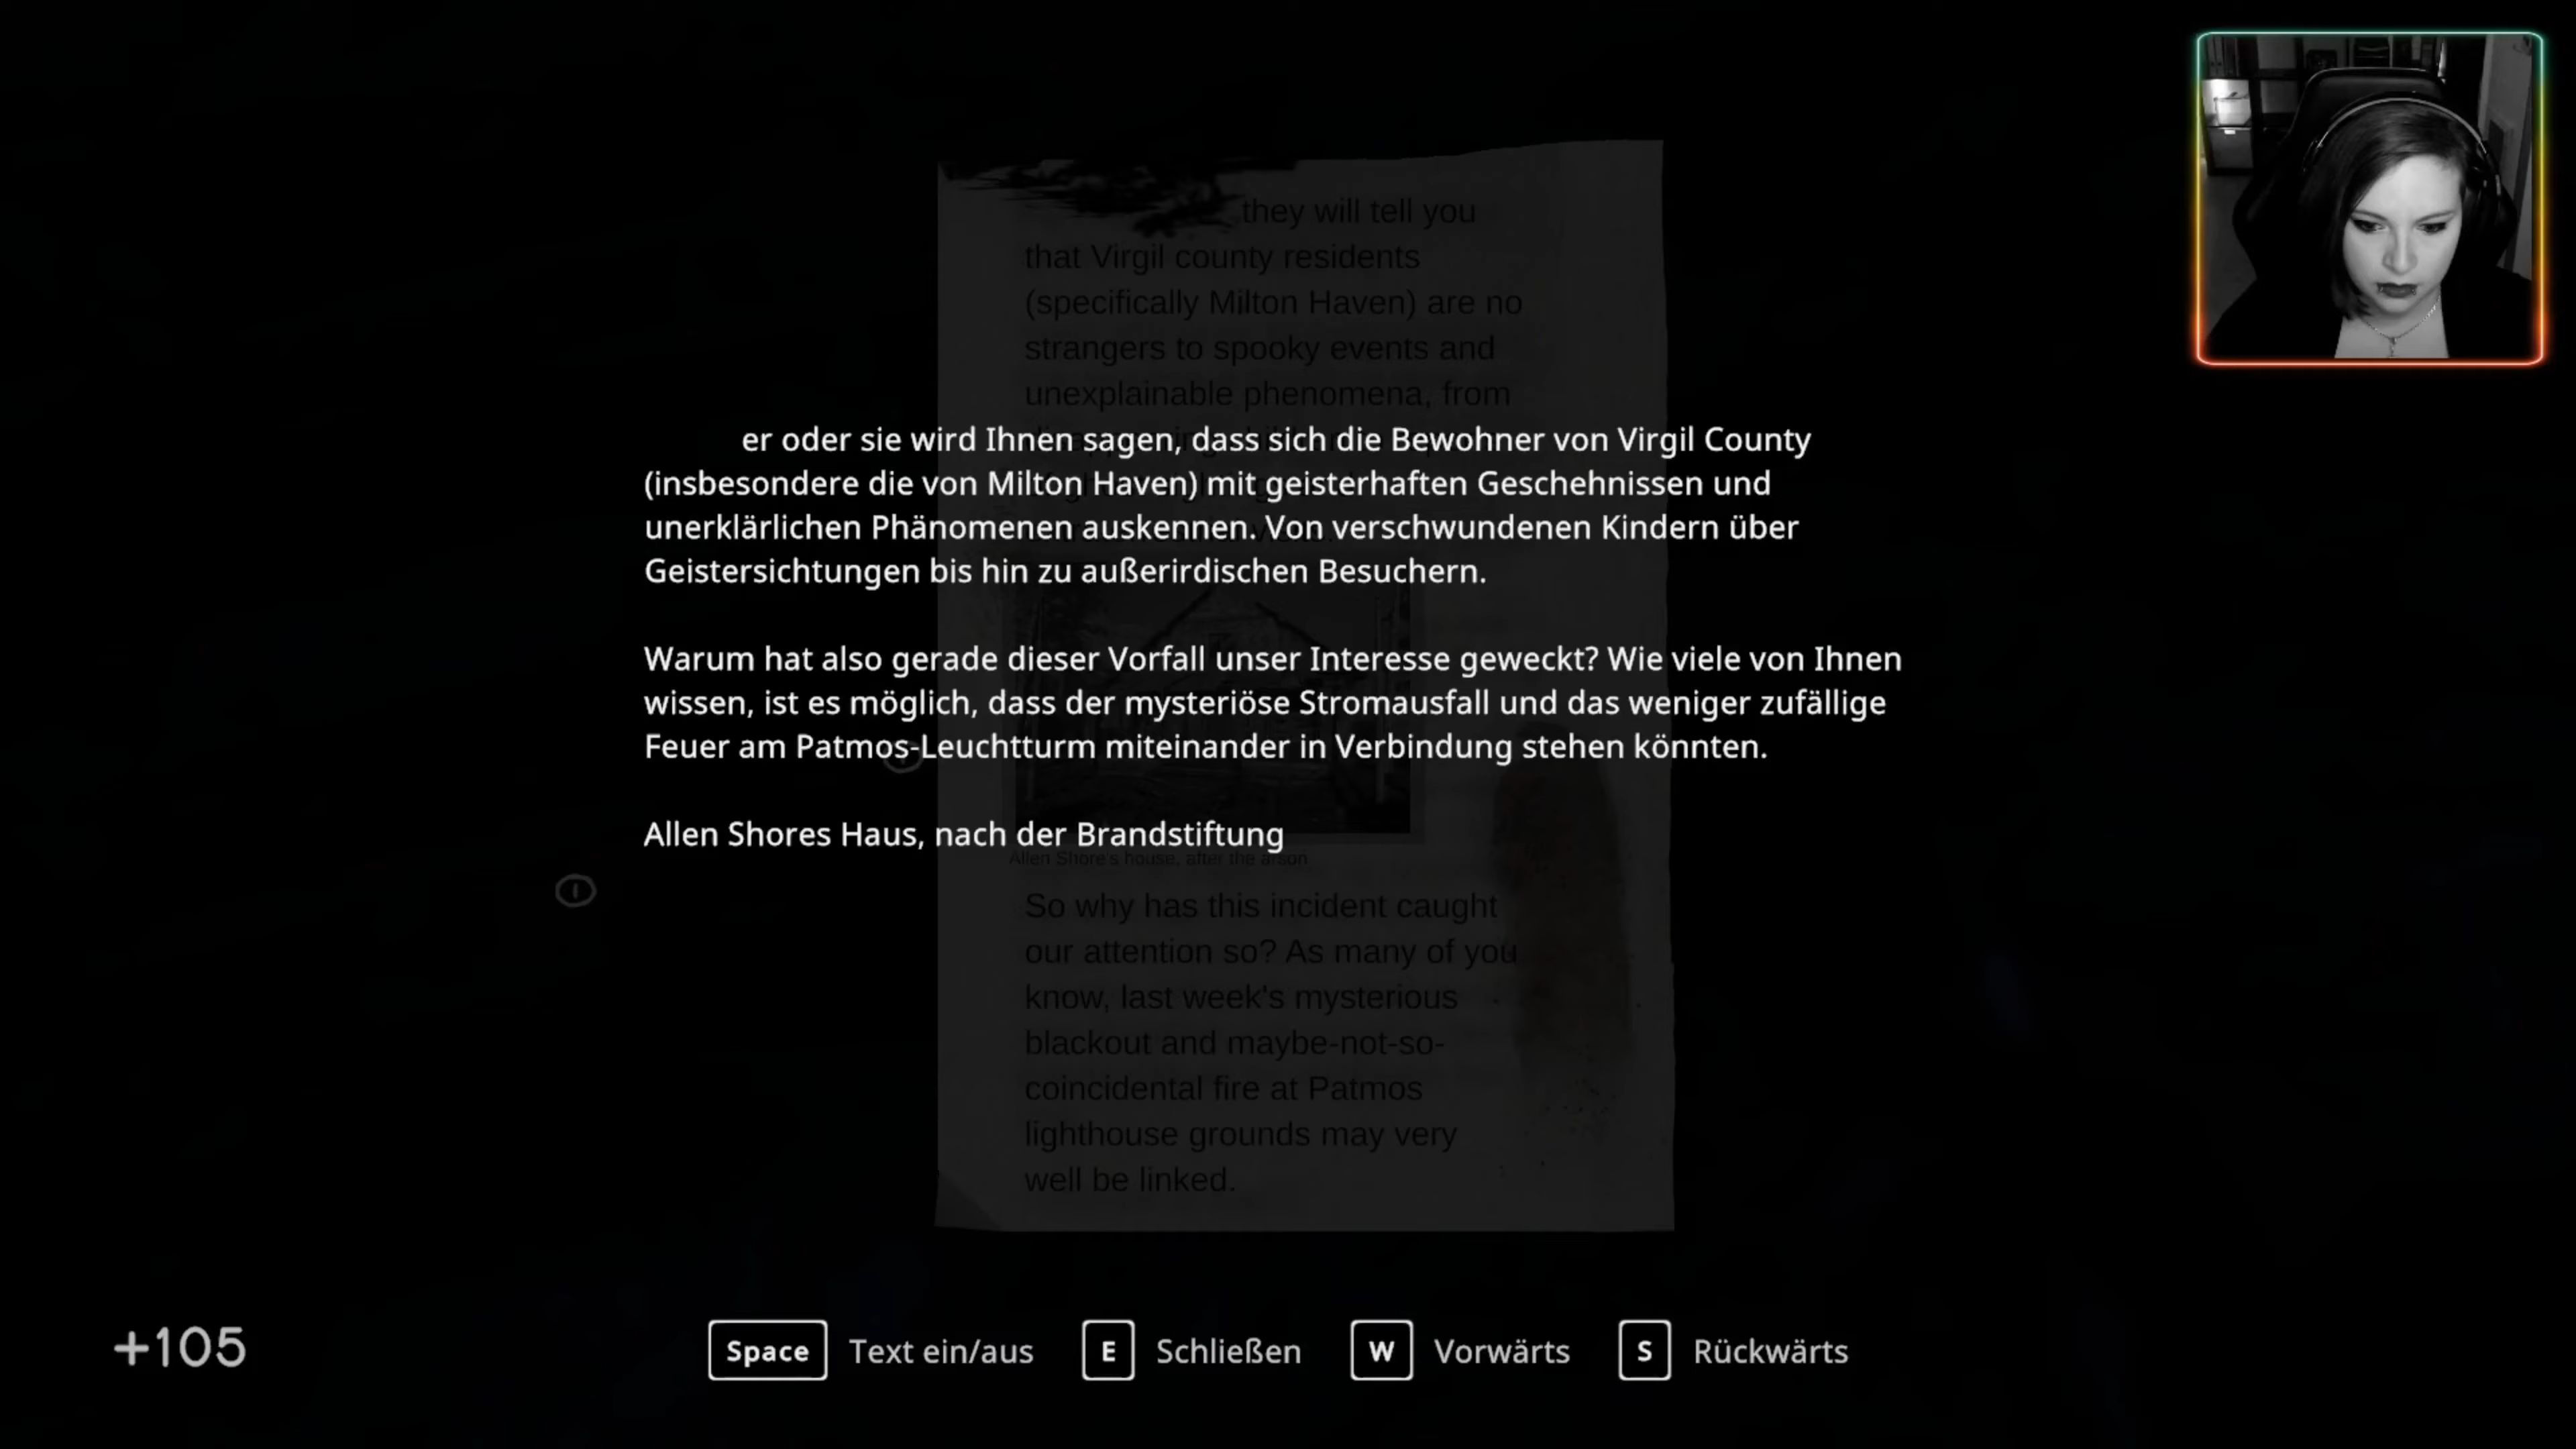 they will tell you
that Virgil county residents
(specifically Milton Haven) are no
strangers to spooky events and
unexplainable phenomena, from
er oder sie wird Ihnen sagen, dass sich die Bewohner von Virgil County
(insbesondere die von Milton Haven) mit geisterhaften Geschehnissen und
unerklärlichen Phänomenen auskennen. Von verschwundenen Kindern über
Geistersichtungen bis hin zu außerirdischen Besuchern.
Warum hat also gerade dieser Vorfall unser Interesse geweckt? Wie viele von Ihnen
wissen, ist es möglich, dass der mysteriöse Stromausfall und das weniger zufällige
Feuer am Patmos-Leuchtturm miteinander in Verbindung stehen könnten.
Allen Shores Haus, nach der Brandstiftung
Allen Shore's house, after the arson
So why has this incident caught
our attention so? As many of you
know, last week's mysterious
blackout and maybe-not-so-
coincidental fire at Patmos
lighthouse grounds may very
well be linked.
+105
Space Text ein/aus E Schließen W Vorwärts S Rückwärts